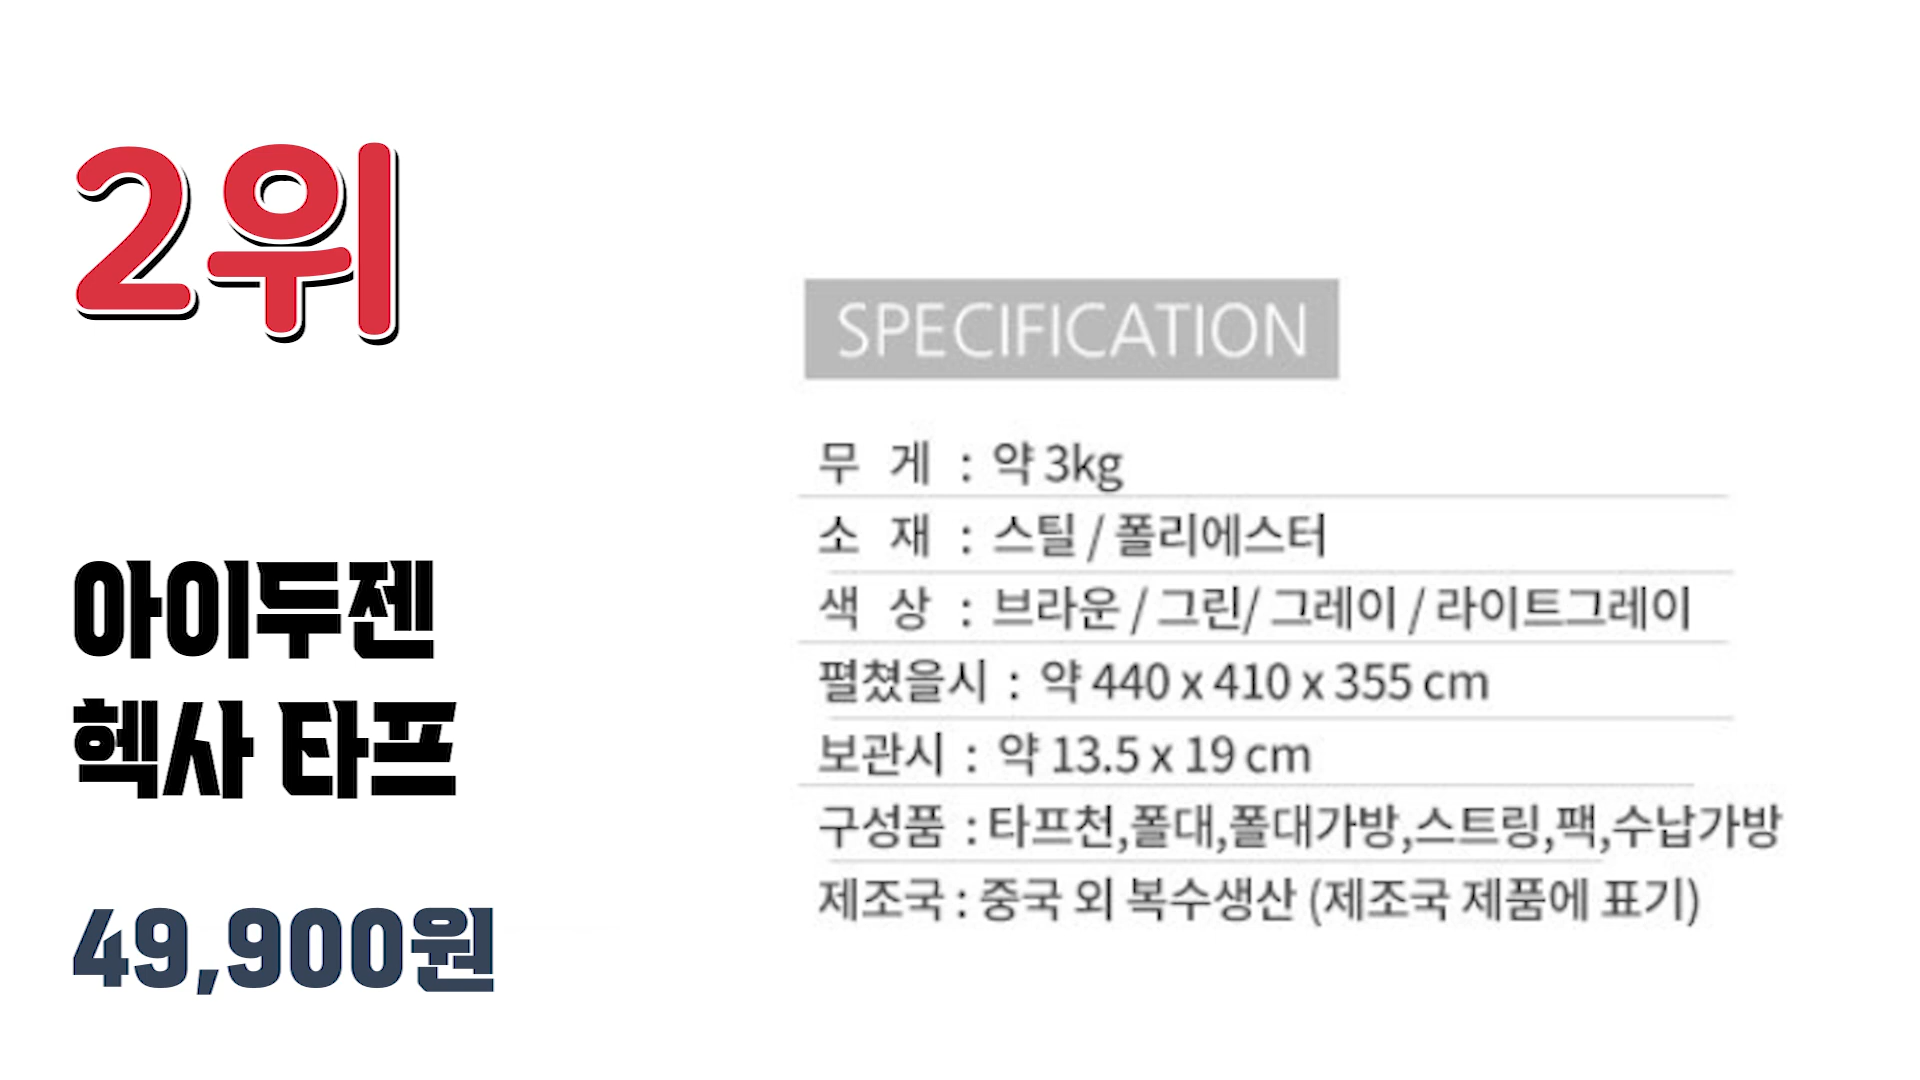 2위
아이두젠
헥사 타프
49,900원
SPECIFICATION
무 게 : 약 3kg
소 재 : 스틸 / 폴리에스터
색 상 : 브라운 / 그린/ 그레이 / 라이트그레이
펼쳤을시 : 약 440 x 410 x 355 cm
보관시 : 약 13.5 x 19 cm
구성품 : 타프천,폴대,폴대가방,스트링,팩,수납가방
제조국 : 중국 외 복수생산 (제조국 제품에 표기)